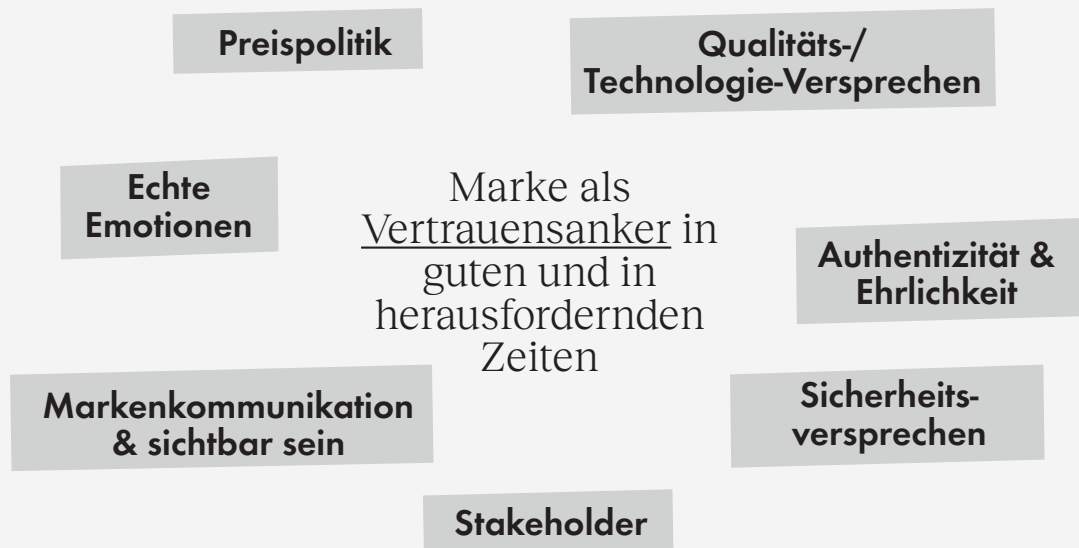 Preispolitik
Qualitäts-/
Technologie-Versprechen
Echte
Emotionen
Marke als
Vertrauensanker in
guten und in
herausfordernden
Zeiten
Authentizität &
Ehrlichkeit
Markenkommunikation
& sichtbar sein
Sicherheits-
versprechen
Stakeholder